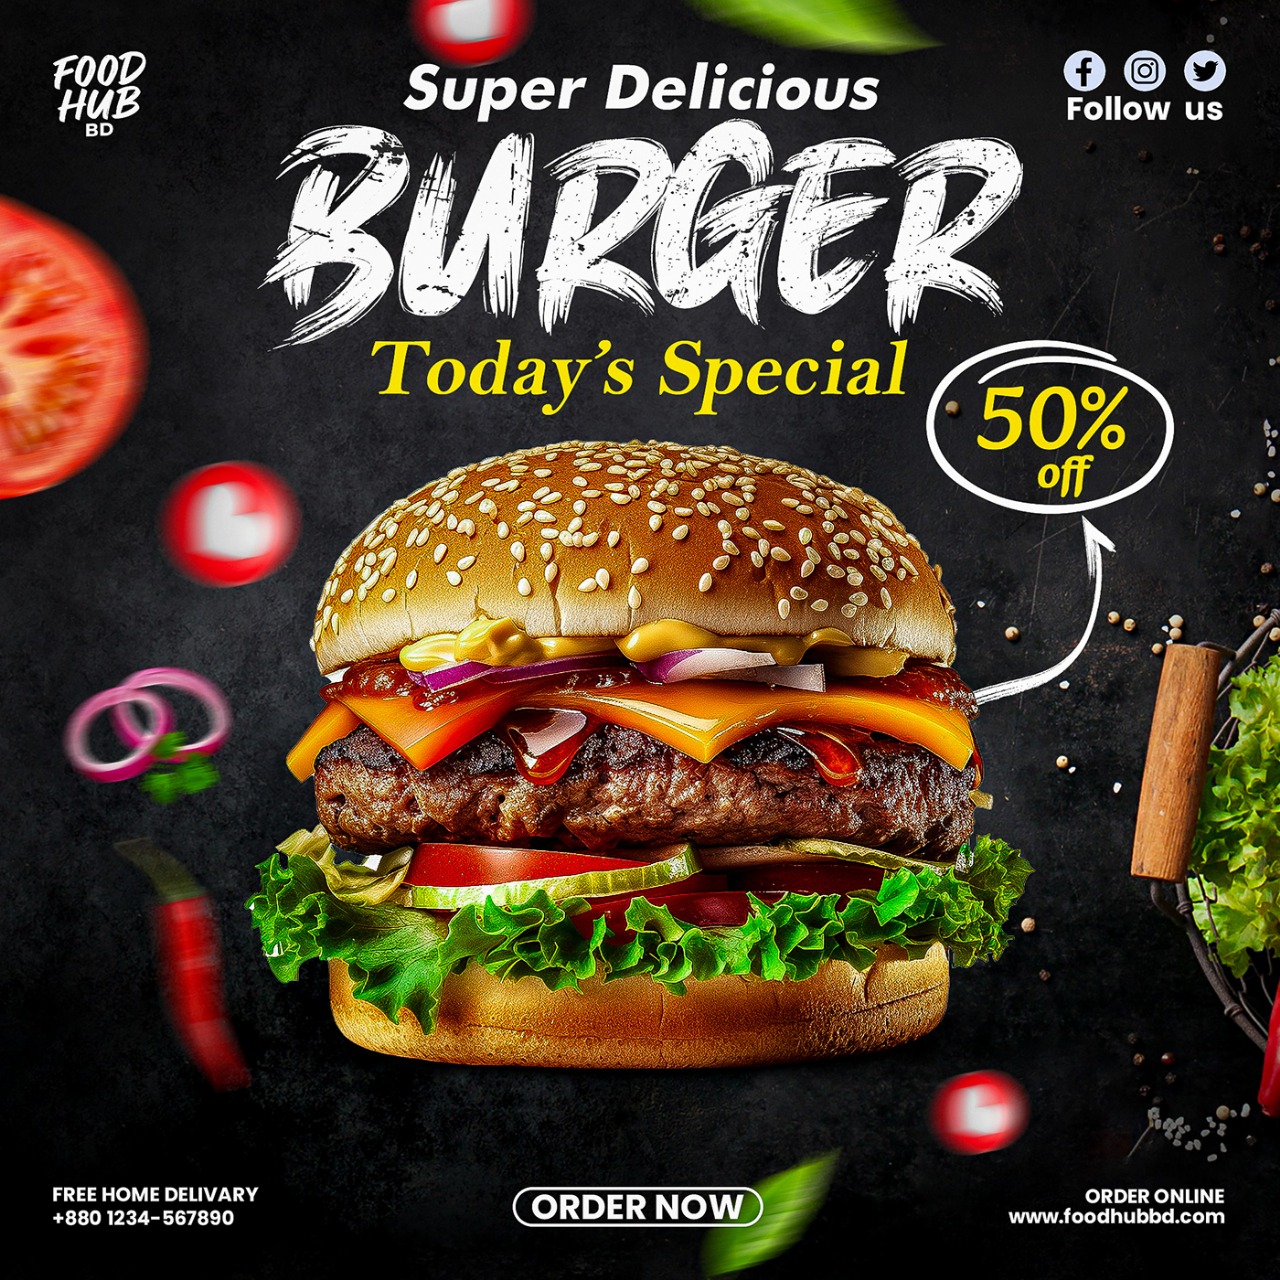 FOOD
HUB
BD
Super Delicious
BURGER
Today's Special
Follow us
50%
off
FREE HOME DELIVARY
+880 1234-567890
ORDER NOW
ORDER ONLINE
www.foodhubbd.com